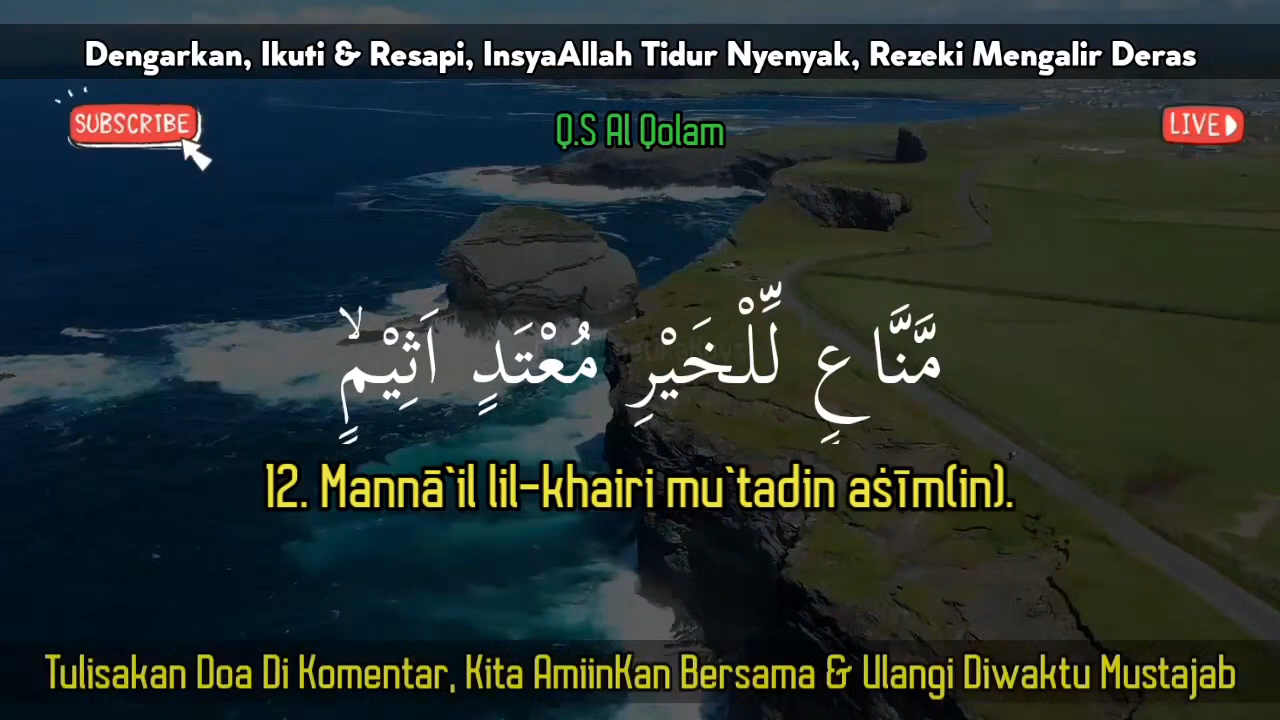 Dengarkan, Ikuti & Resapi, InsyaAllah Tidur Nyenyak, Rezeki Mengalir Deras
SUBSCRIBE
Q.S Al Qolam
LIVE
مَّنَّاعٍ لِّلْخَيْرِ مُعْتَدٍ اَثِيْمٍۙ
12. Mannā`il lil-khairi mu`tadin aṡīm(in).
Tulisakan Doa Di Komentar, Kita AmiinKan Bersama & Ulangi Diwaktu Mustajab